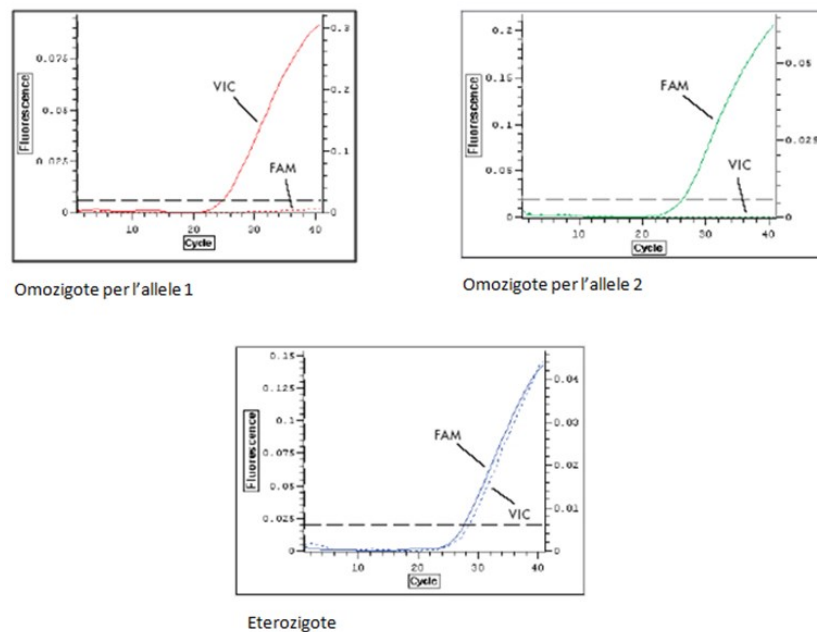 0.075
0.05
0.025
0
Fluorescence
VIC
FAM
0.3
0.2
0.1
0
10 20 30 40
Cycle
Omozigote per l'allele 1
0.2
0.15
0.1
0.05
0
Fluorescence
FAM
VIC
0.05
0.025
0
10 20 30 40
Cycle
Omozigote per l'allele 2
0.15
0.125
0.1
0.075
0.05
0.025
0
Fluorescence
FAM
VIC
0.04
0.03
0.02
0.01
0
10 20 30 40
Cycle
Eterozigote